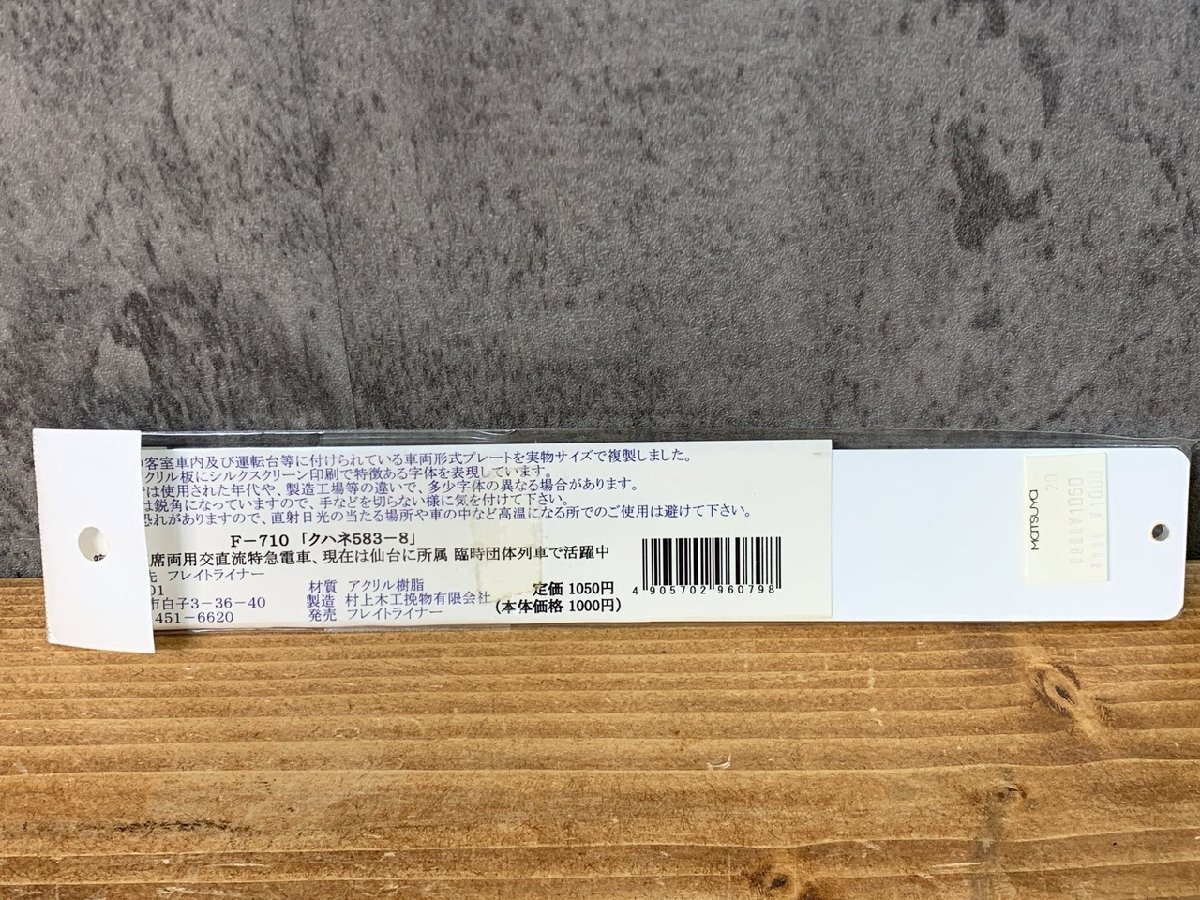 客室車内及び運転台等に付けられている車両形式プレートを実物サイズで複製しました。
クリル板にシルクスクリーン印刷で特徴ある字体を表現しています。
は使用された年代や、製造工場等の違いで、多少字体の異なる場合があります。
は鋭角になっていますので、手などを切らない様に気を付けて下さい。
恐れがありますので、直射日光の当たる場所や車の中など高温になる所でのご使用は避けて下さい。
F-710 「クハネ583-8」
席両用交直流特急電車、現在は仙台に所属 臨時団体列車で活躍中
先 フレイトライナー
01
市白子3-36-40
451-6620
材質 アクリル樹脂
製造 村上木工挽物有限会社
発売 フレイトライナー
定価 1050円
(本体価格 1000円)
4 905702 960798
MATSUYA
20
1050